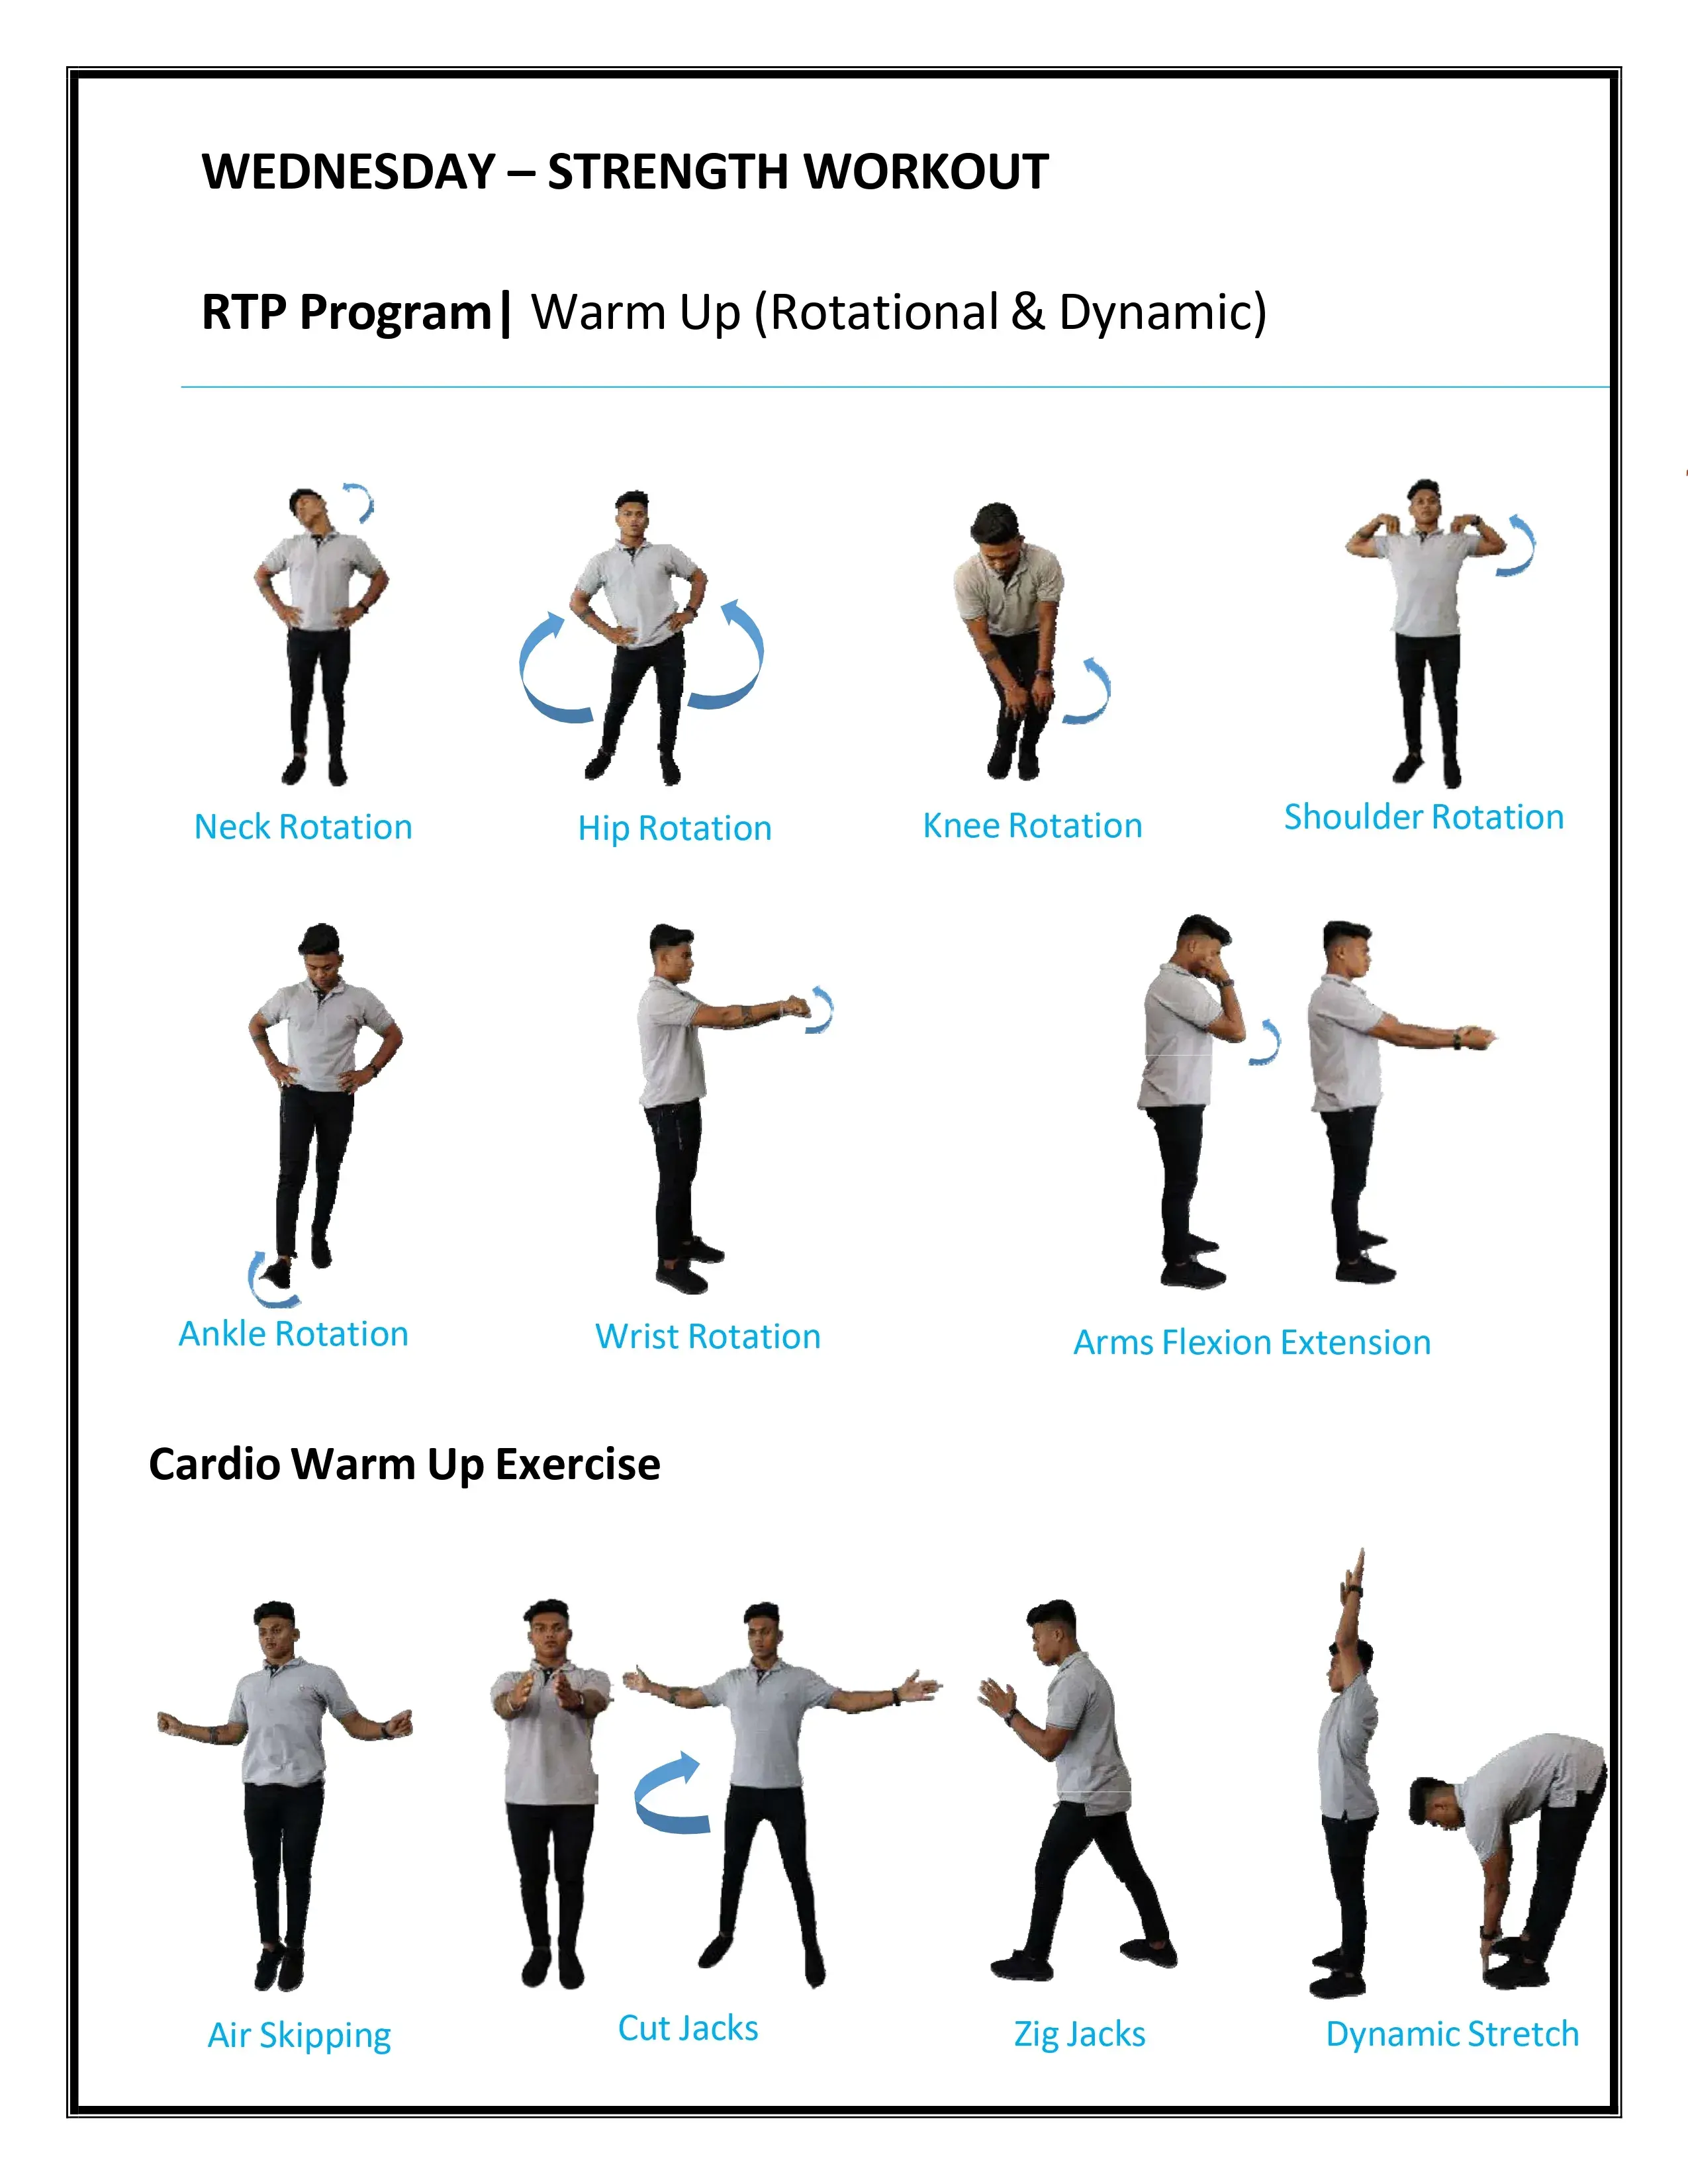 WEDNESDAY – STRENGTH WORKOUT
RTP Program| Warm Up (Rotational & Dynamic)
Neck Rotation
Hip Rotation
Knee Rotation
Shoulder Rotation
Ankle Rotation
Wrist Rotation
Arms Flexion Extension
Cardio Warm Up Exercise
Air Skipping
Cut Jacks
Zig Jacks
Dynamic Stretch